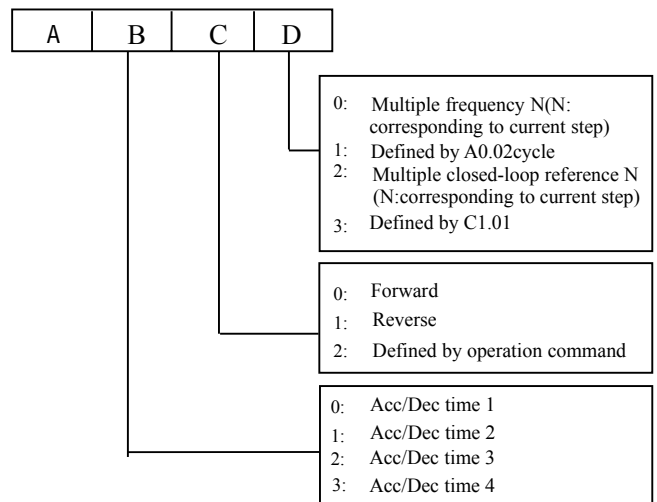 A B C D
0: Multiple frequency N(N:
corresponding to current step)
1: Defined by A0.02cycle
2: Multiple closed-loop reference N
(N:corresponding to current step)
3: Defined by C1.01
0: Forward
1: Reverse
2: Defined by operation command
0: Acc/Dec time 1
1: Acc/Dec time 2
2: Acc/Dec time 3
3: Acc/Dec time 4